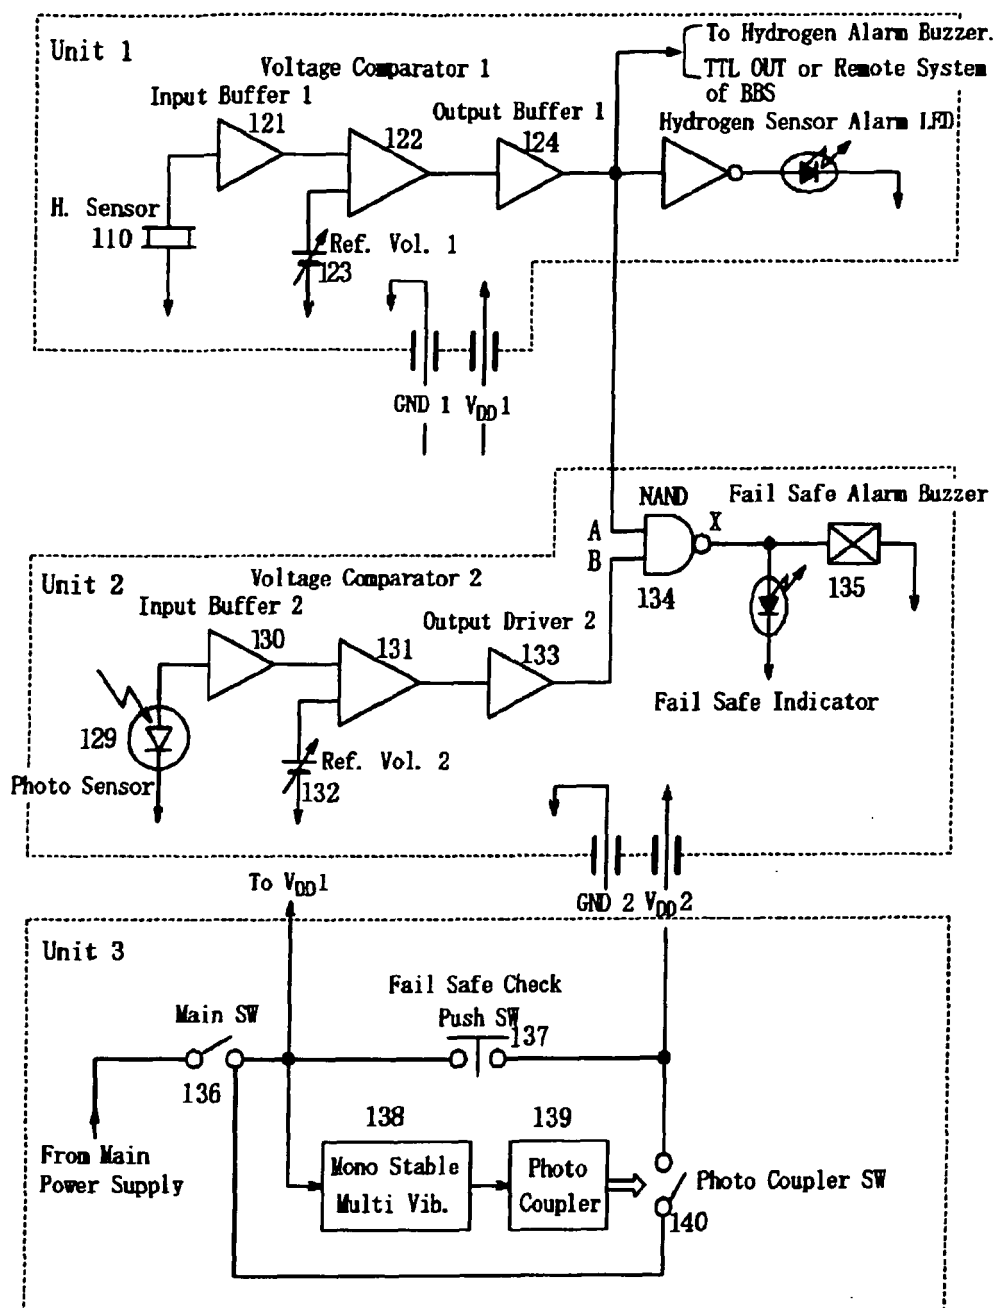 Unit 1
To Hydrogen Alarm Buzzer.
TTL OUT or Remote System
of BBS
Voltage Comparator 1
Input Buffer 1
Output Buffer 1
Hydrogen Sensor Alarm LED
121
122
124
H. Sensor
110
Ref. Vol. 1
123
GND 1
VDD1
NAND
Fail Safe Alarm Buzzer
A
B
X
134
135
Unit 2
Voltage Comparator 2
Input Buffer 2
Output Driver 2
130
131
133
Fail Safe Indicator
129
Photo Sensor
Ref. Vol. 2
132
To VDD1
GND 2
VDD2
Unit 3
Fail Safe Check
Push SW
137
Main SW
136
138
139
From Main
Power Supply
Mono Stable
Multi Vib.
Photo
Coupler
Photo Coupler SW
140